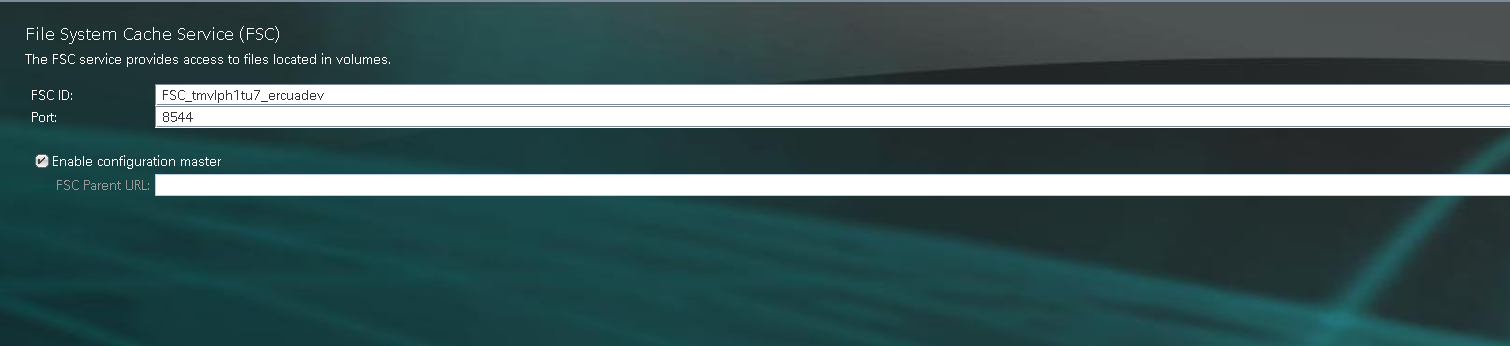 File System Cache Service (FSC)
The FSC service provides access to files located in volumes.
FSC ID: FSC_tmvlph1tu7_ercuadev
Port: 8544
Enable configuration master
FSC Parent URL: